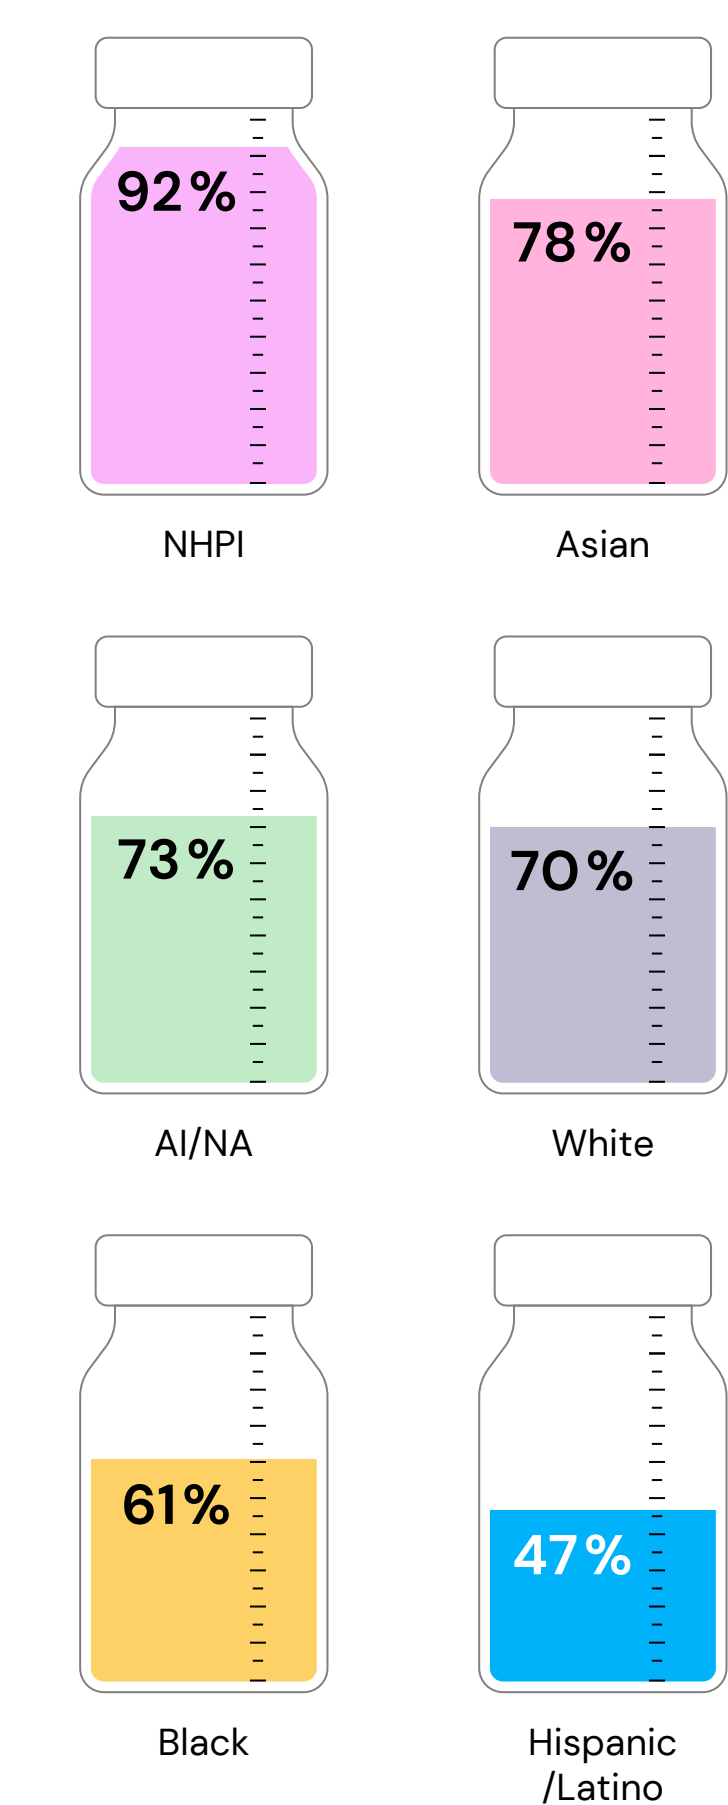 92%
78%
NHPI
Asian
73%
70%
AI/NA
White
61%
47%
Black
Hispanic
/Latino